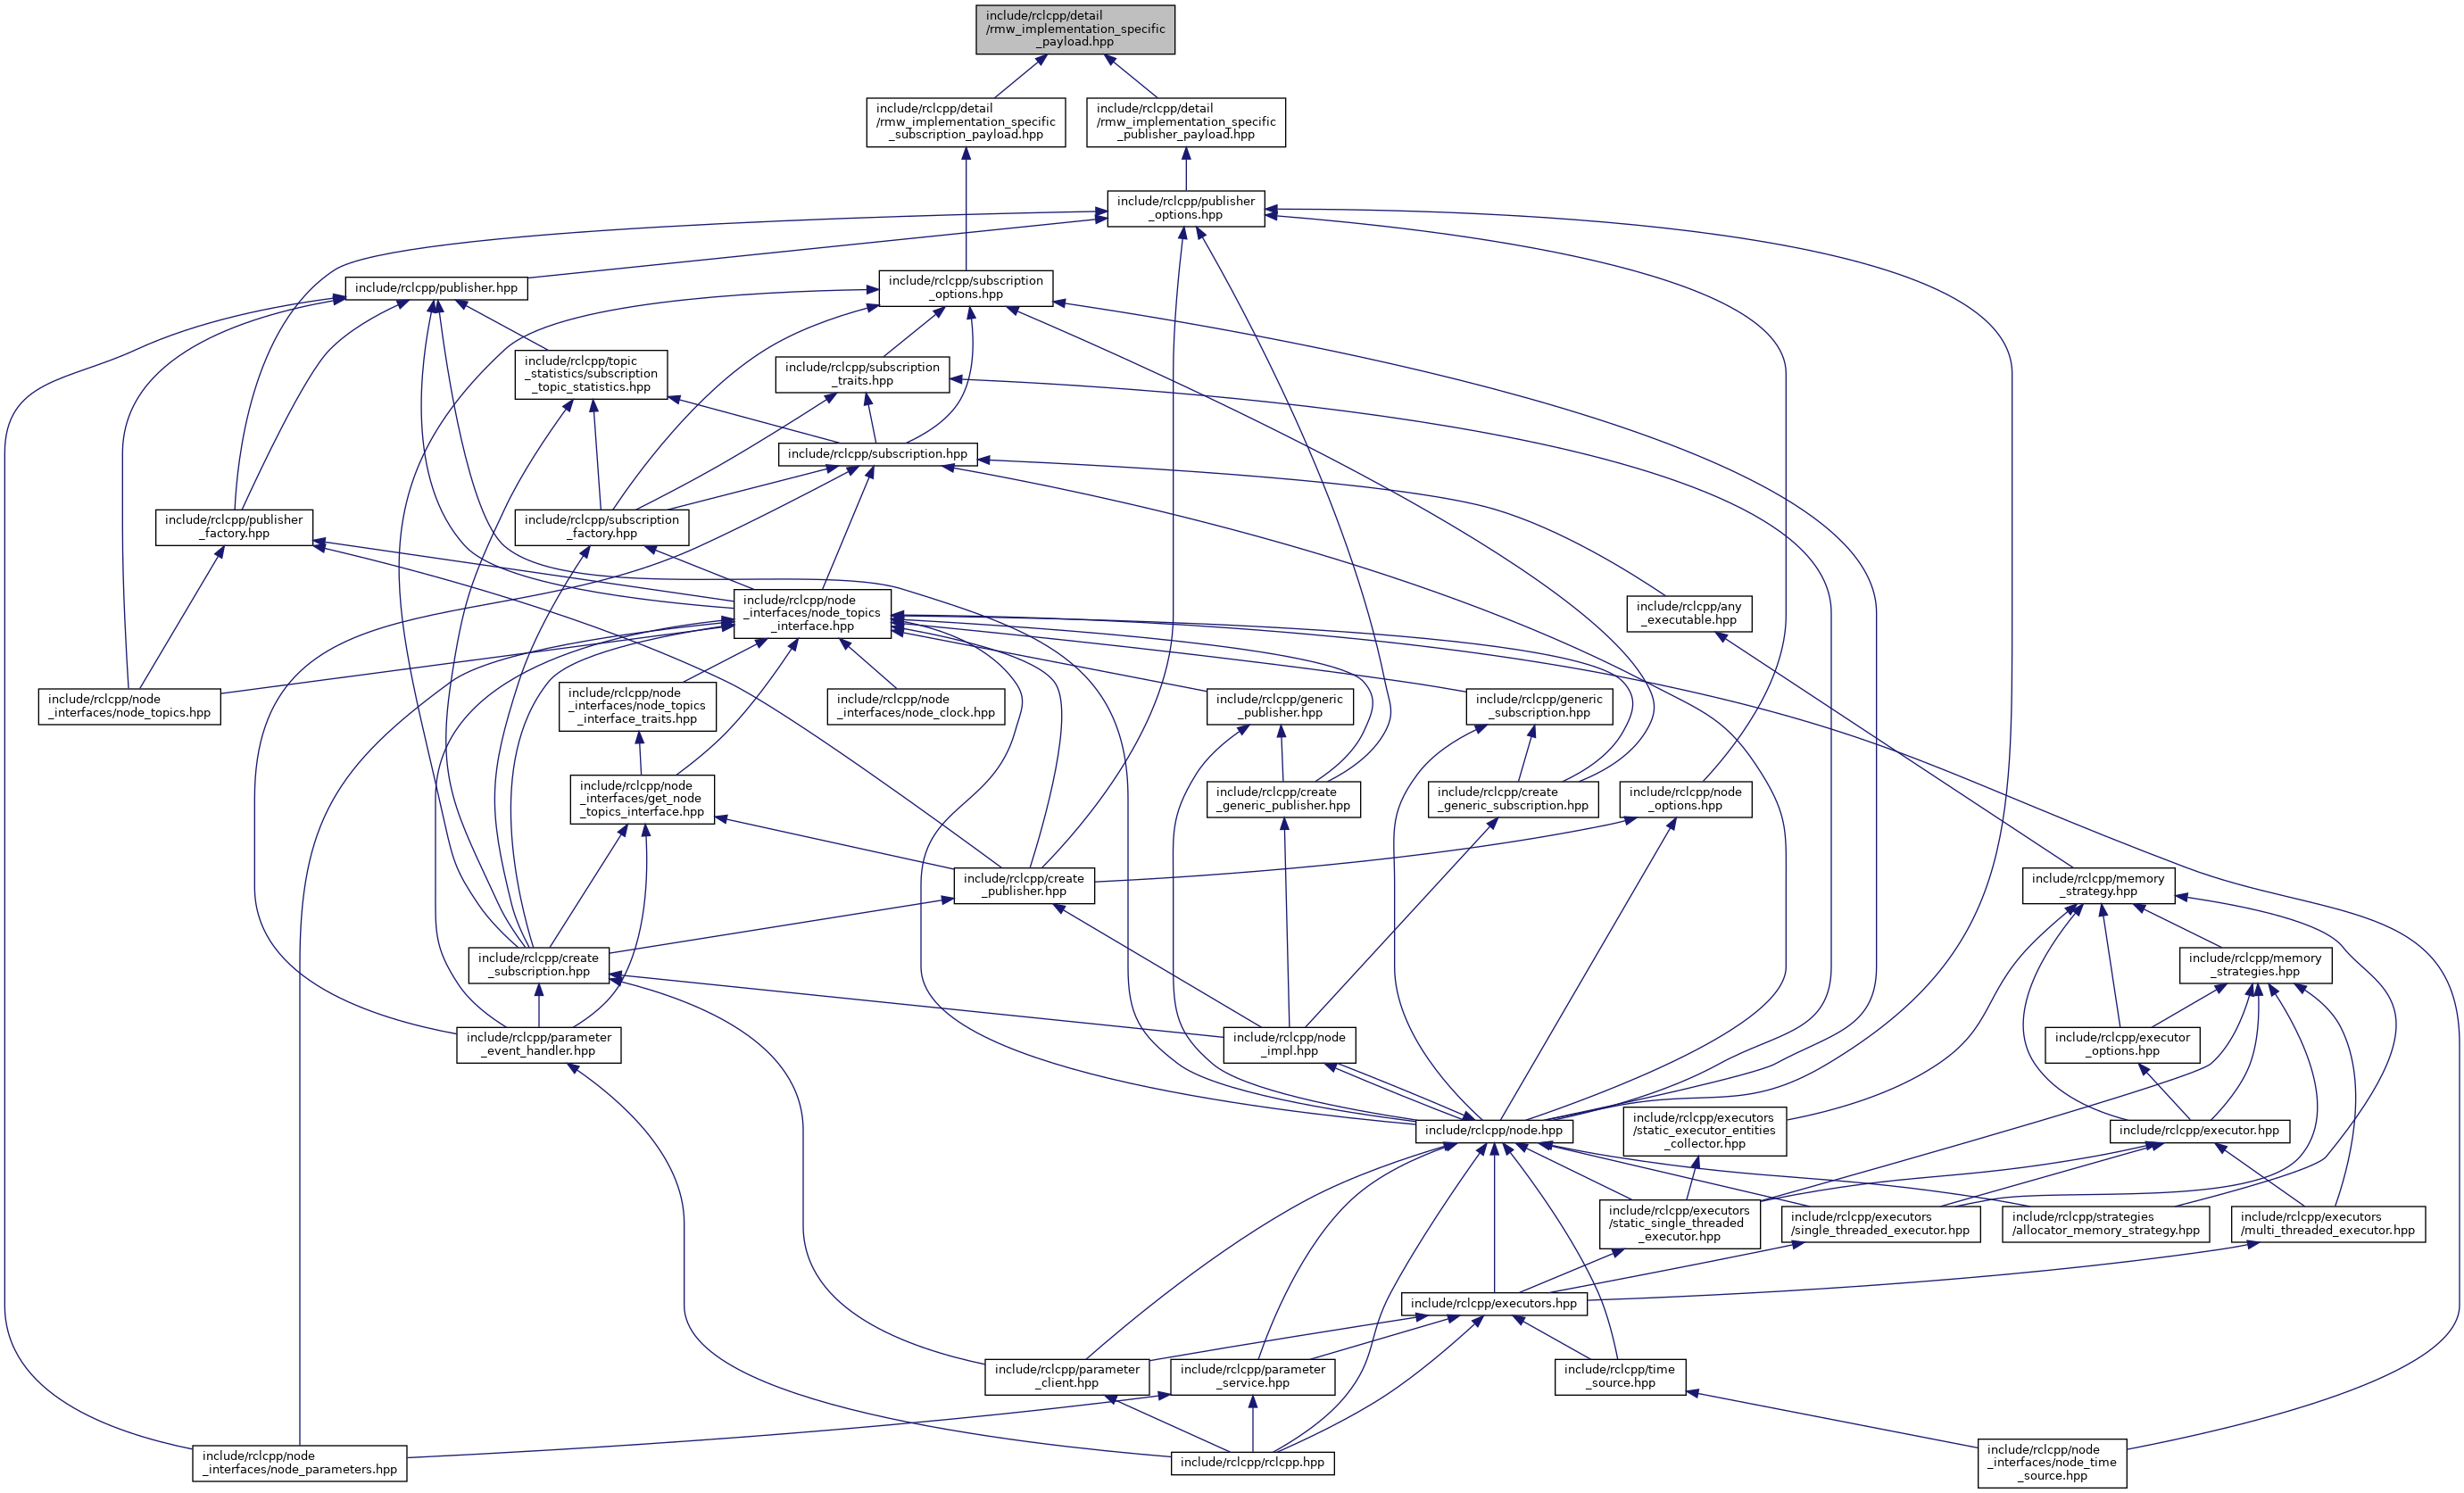 include/rclcpp/detail
/rmw_implementation_specific
_payload.hpp
include/rclcpp/detail
/rmw_implementation_specific
_subscription_payload.hpp
include/rclcpp/detail
/rmw_implementation_specific
_publisher_payload.hpp
include/rclcpp/publisher
_options.hpp
include/rclcpp/publisher.hpp
include/rclcpp/subscription
_options.hpp
include/rclcpp/topic
_statistics/subscription
_topic_statistics.hpp
include/rclcpp/subscription
_traits.hpp
include/rclcpp/subscription.hpp
include/rclcpp/publisher
_factory.hpp
include/rclcpp/subscription
_factory.hpp
include/rclcpp/node
_interfaces/node_topics
_interface.hpp
include/rclcpp/any
_executable.hpp
include/rclcpp/node
_interfaces/node_topics.hpp
include/rclcpp/node
_interfaces/node_topics
_interface_traits.hpp
include/rclcpp/node
_interfaces/node_clock.hpp
include/rclcpp/generic
_publisher.hpp
include/rclcpp/generic
_subscription.hpp
include/rclcpp/node
_interfaces/get_node
_topics_interface.hpp
include/rclcpp/create
_generic_publisher.hpp
include/rclcpp/create
_generic_subscription.hpp
include/rclcpp/node
_options.hpp
include/rclcpp/create
_publisher.hpp
include/rclcpp/memory
_strategy.hpp
include/rclcpp/create
_subscription.hpp
include/rclcpp/memory
_strategies.hpp
include/rclcpp/parameter
_event_handler.hpp
include/rclcpp/node
_impl.hpp
include/rclcpp/executor
_options.hpp
include/rclcpp/node.hpp
include/rclcpp/executors
/static_executor_entities
_collector.hpp
include/rclcpp/executor.hpp
include/rclcpp/executors
/static_single_threaded
_executor.hpp
include/rclcpp/executors
/single_threaded_executor.hpp
include/rclcpp/strategies
/allocator_memory_strategy.hpp
include/rclcpp/executors
/multi_threaded_executor.hpp
include/rclcpp/executors.hpp
include/rclcpp/parameter
_client.hpp
include/rclcpp/parameter
_service.hpp
include/rclcpp/time
_source.hpp
include/rclcpp/node
_interfaces/node_parameters.hpp
include/rclcpp/rclcpp.hpp
include/rclcpp/node
_interfaces/node_time
_source.hpp